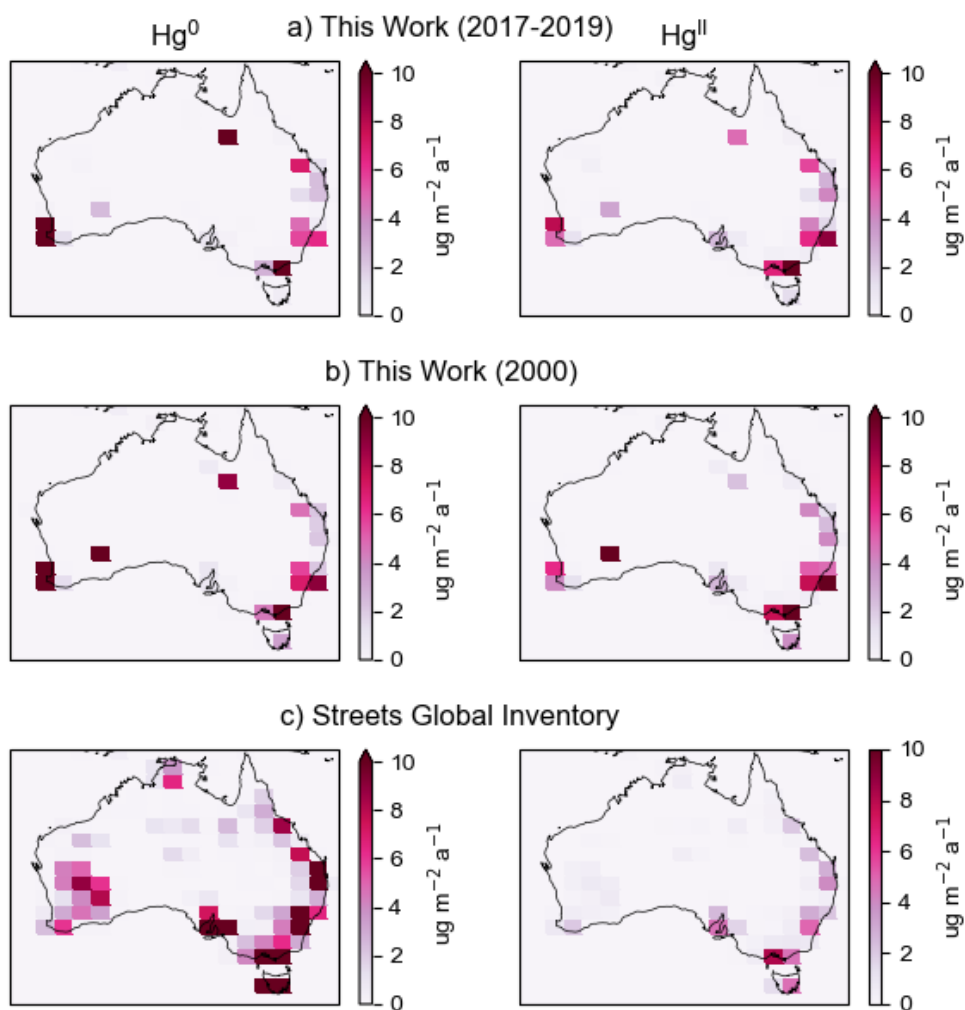 a) This Work (2017-2019)
Hg⁰ Hgᴵᴵ
10 10
8 8
6 6
4 4
2 2
0 0
ug m⁻² a⁻¹ ug m⁻² a⁻¹
b) This Work (2000)
10 10
8 8
6 6
4 4
2 2
0 0
ug m⁻² a⁻¹ ug m⁻² a⁻¹
c) Streets Global Inventory
10 10
8 8
6 6
4 4
2 2
0 0
ug m⁻² a⁻¹ ug m⁻² a⁻¹